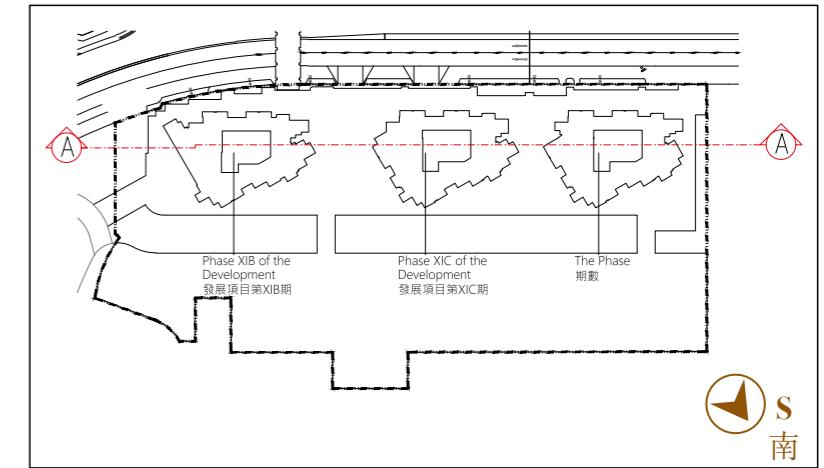 A
A
Phase XIB of the
Development
發展項目第XIB期
Phase XIC of the
Development
發展項目第XIC期
The Phase
期數
S
南